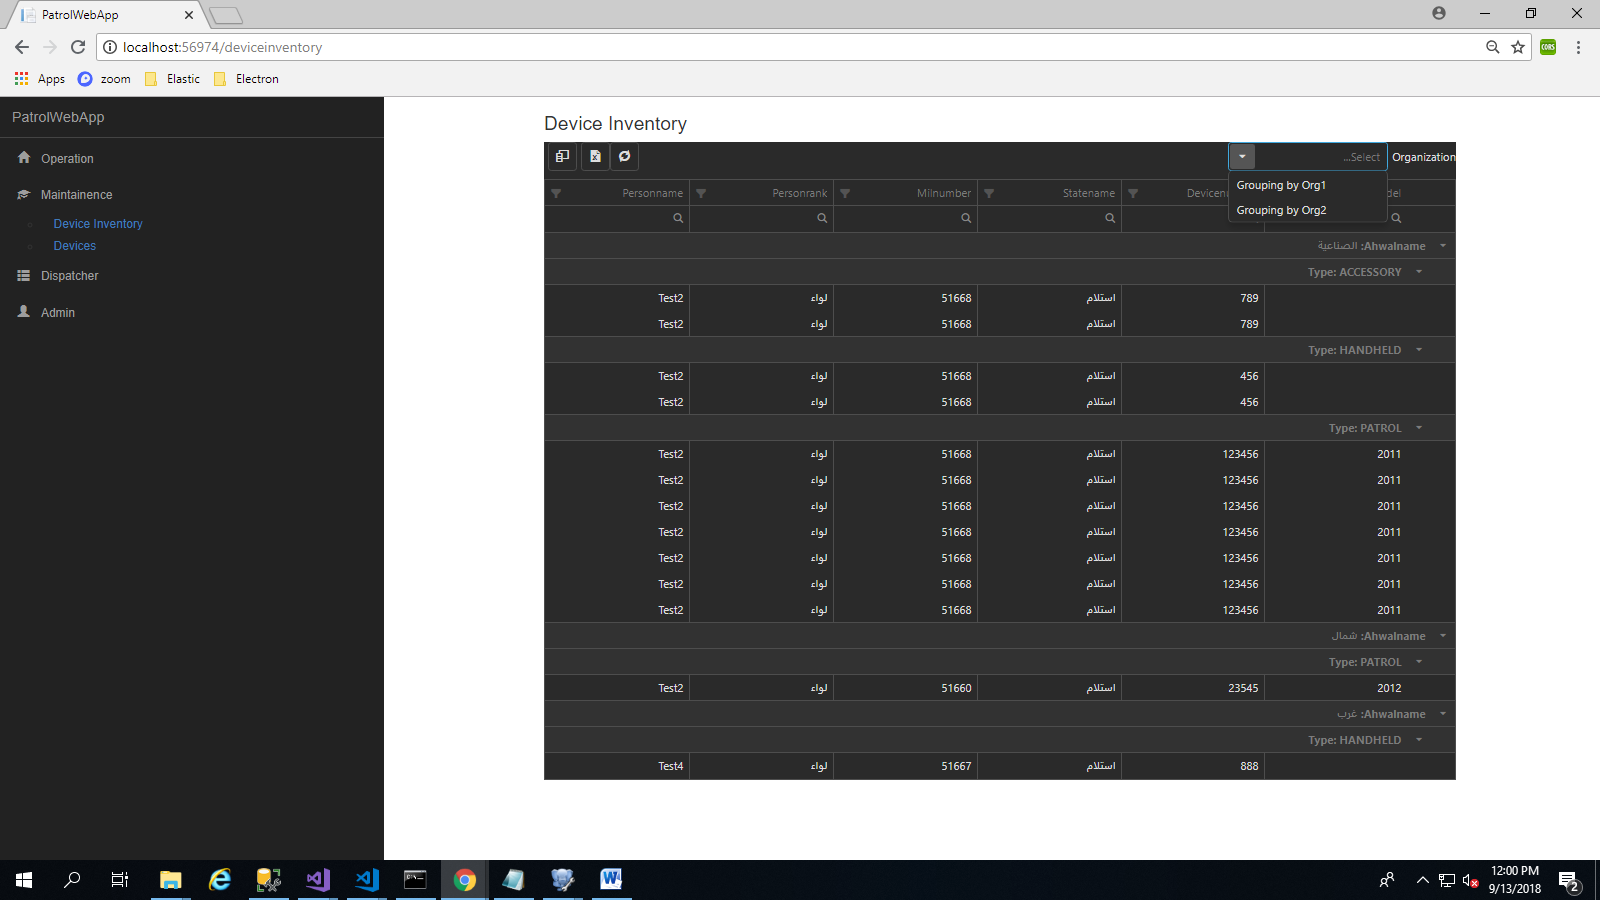 PatrolWebApp
localhost:56974/deviceinventory
CORS
Apps zoom Elastic Electron
PatrolWebApp
Operation
Maintainence
Device Inventory
Devices
Dispatcher
Admin
Device Inventory
...Select Organization
Grouping by Org1
Grouping by Org2
Personname Personrank Milnumber Statename Devicen del
Ahwalname: الصناعية
Type: ACCESSORY
Test2 لواء 51668 استلام 789
Test2 لواء 51668 استلام 789
Type: HANDHELD
Test2 لواء 51668 استلام 456
Test2 لواء 51668 استلام 456
Type: PATROL
Test2 لواء 51668 استلام 123456 2011
Test2 لواء 51668 استلام 123456 2011
Test2 لواء 51668 استلام 123456 2011
Test2 لواء 51668 استلام 123456 2011
Test2 لواء 51668 استلام 123456 2011
Test2 لواء 51668 استلام 123456 2011
Test2 لواء 51668 استلام 123456 2011
Ahwalname: شمال
Type: PATROL
Test2 لواء 51660 استلام 23545 2012
Ahwalname: غرب
Type: HANDHELD
Test4 لواء 51667 استلام 888
12:00 PM
9/13/2018
2